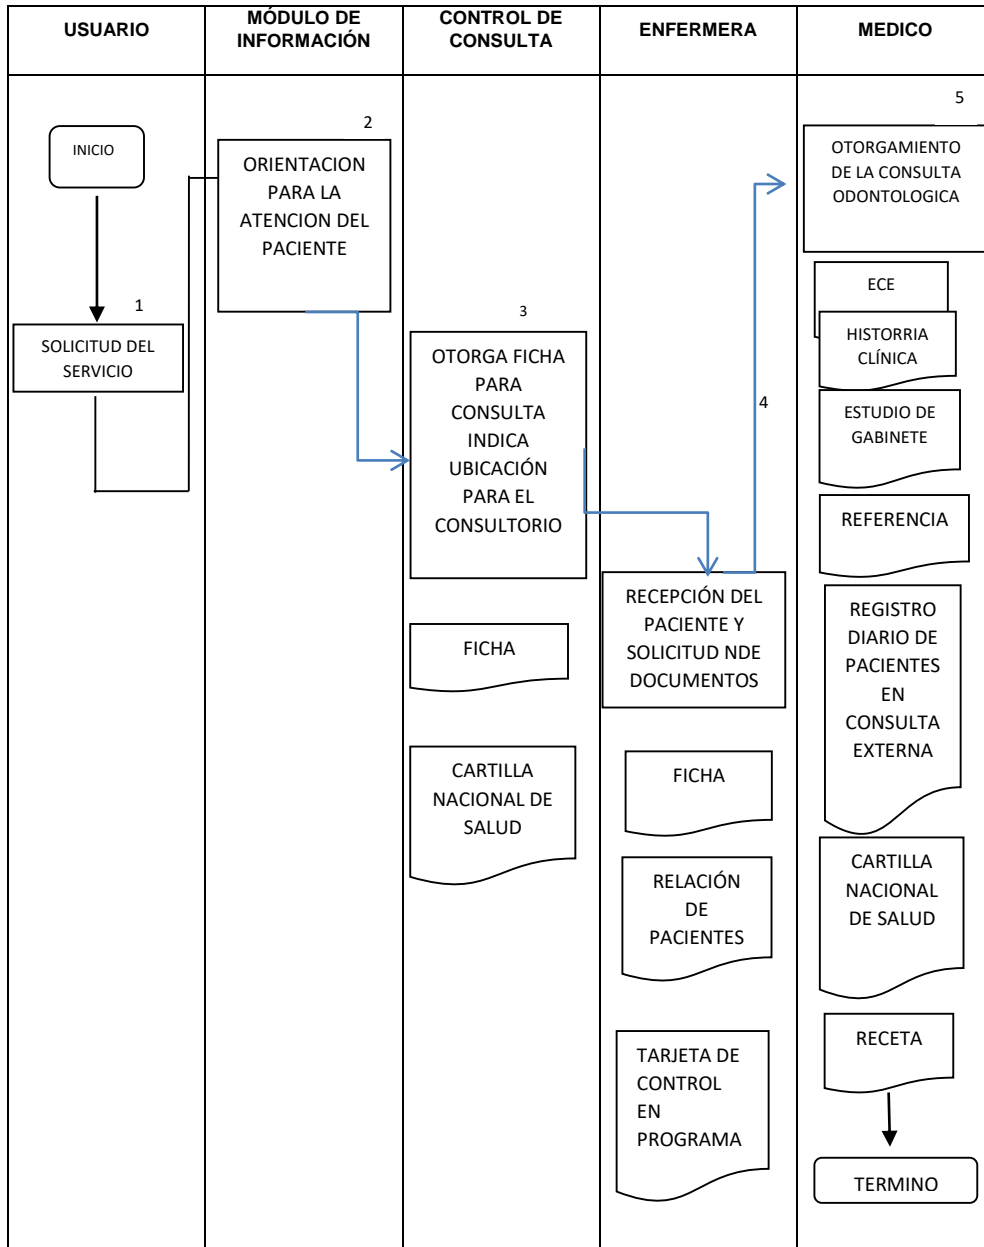 USUARIO
MÓDULO DE
INFORMACIÓN
CONTROL DE
CONSULTA
ENFERMERA
MEDICO
INICIO
1
SOLICITUD DEL
SERVICIO
2
ORIENTACION
PARA LA
ATENCION DEL
PACIENTE
3
OTORGA FICHA
PARA
CONSULTA
INDICA
UBICACIÓN
PARA EL
CONSULTORIO
FICHA
CARTILLA
NACIONAL DE
SALUD
4
RECEPCIÓN DEL
PACIENTE Y
SOLICITUD NDE
DOCUMENTOS
FICHA
RELACIÓN
DE
PACIENTES
TARJETA DE
CONTROL
EN
PROGRAMA
5
OTORGAMIENTO
DE LA CONSULTA
ODONTOLOGICA
ECE
HISTORRIA
CLÍNICA
ESTUDIO DE
GABINETE
REFERENCIA
REGISTRO
DIARIO DE
PACIENTES
EN
CONSULTA
EXTERNA
CARTILLA
NACIONAL
DE SALUD
RECETA
TERMINO